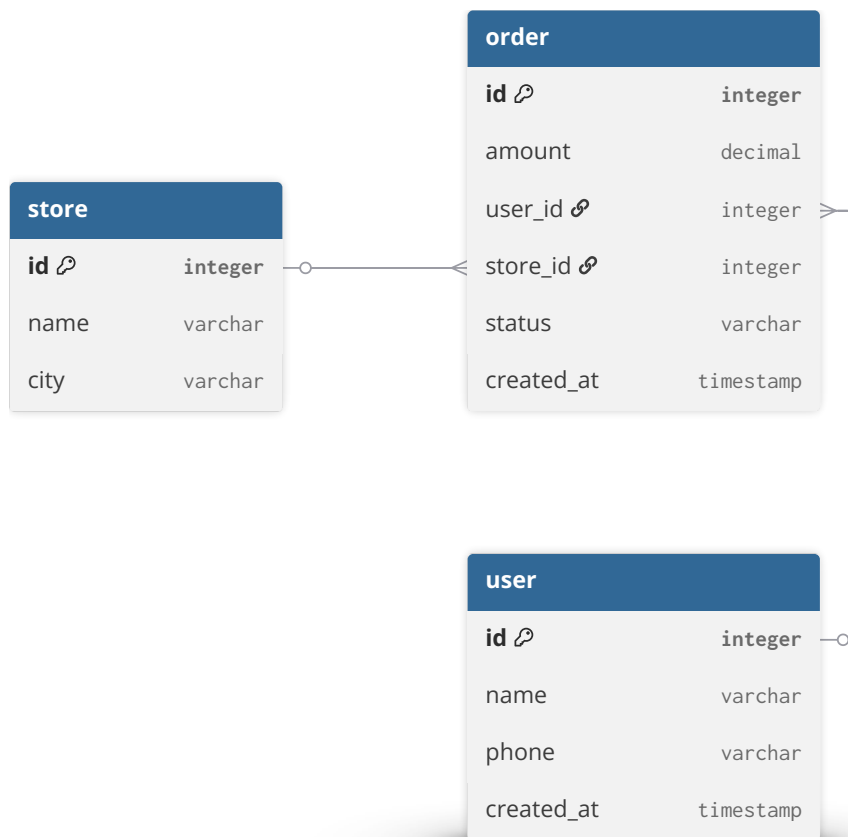 order
id integer
amount decimal
user_id integer
store_id integer
status varchar
created_at timestamp
store
id integer
name varchar
city varchar
user
id integer
name varchar
phone varchar
created_at timestamp